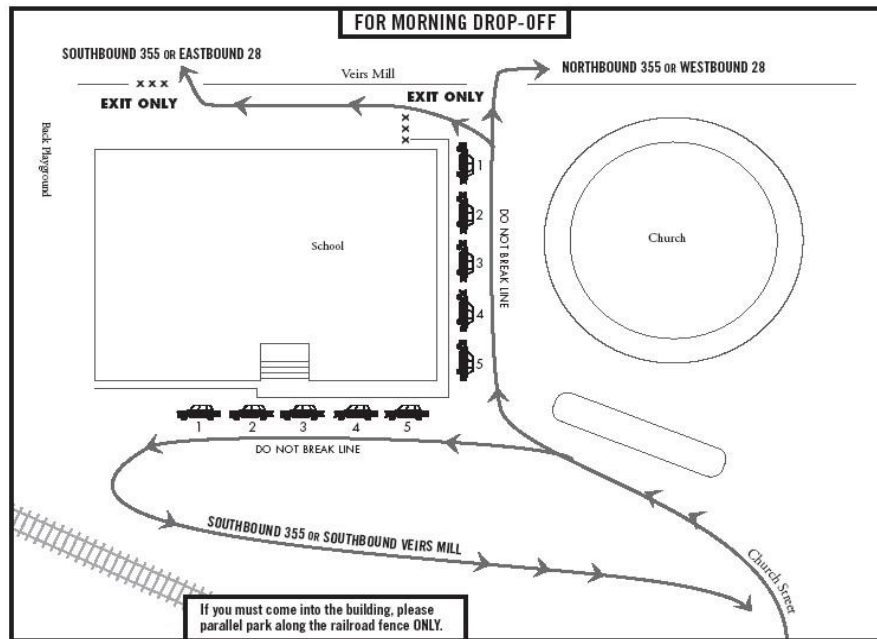 FOR MORNING DROP-OFF
SOUTHBOUND 355 OR EASTBOUND 28
Veirs Mill
NORTHBOUND 355 OR WESTBOUND 28
x x x
EXIT ONLY
EXIT ONLY
x x x
Back Playground
1
2
3
4
5
DO NOT BREAK LINE
School
Church
1 2 3 4 5
DO NOT BREAK LINE
SOUTHBOUND 355 OR SOUTHBOUND VEIRS MILL
Church Street
If you must come into the building, please
parallel park along the railroad fence ONLY.